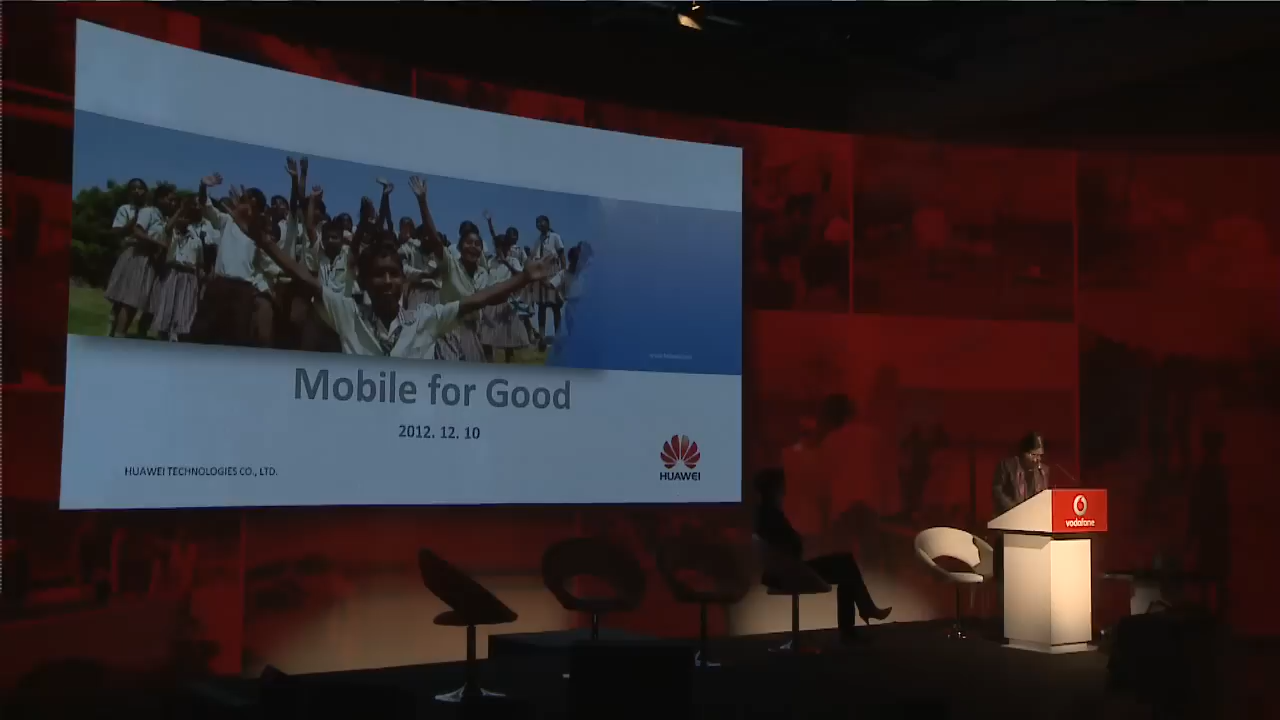 Mobile for Good
2012. 12. 10
HUAWEI TECHNOLOGIES CO., LTD.
HUAWEI
vodafone